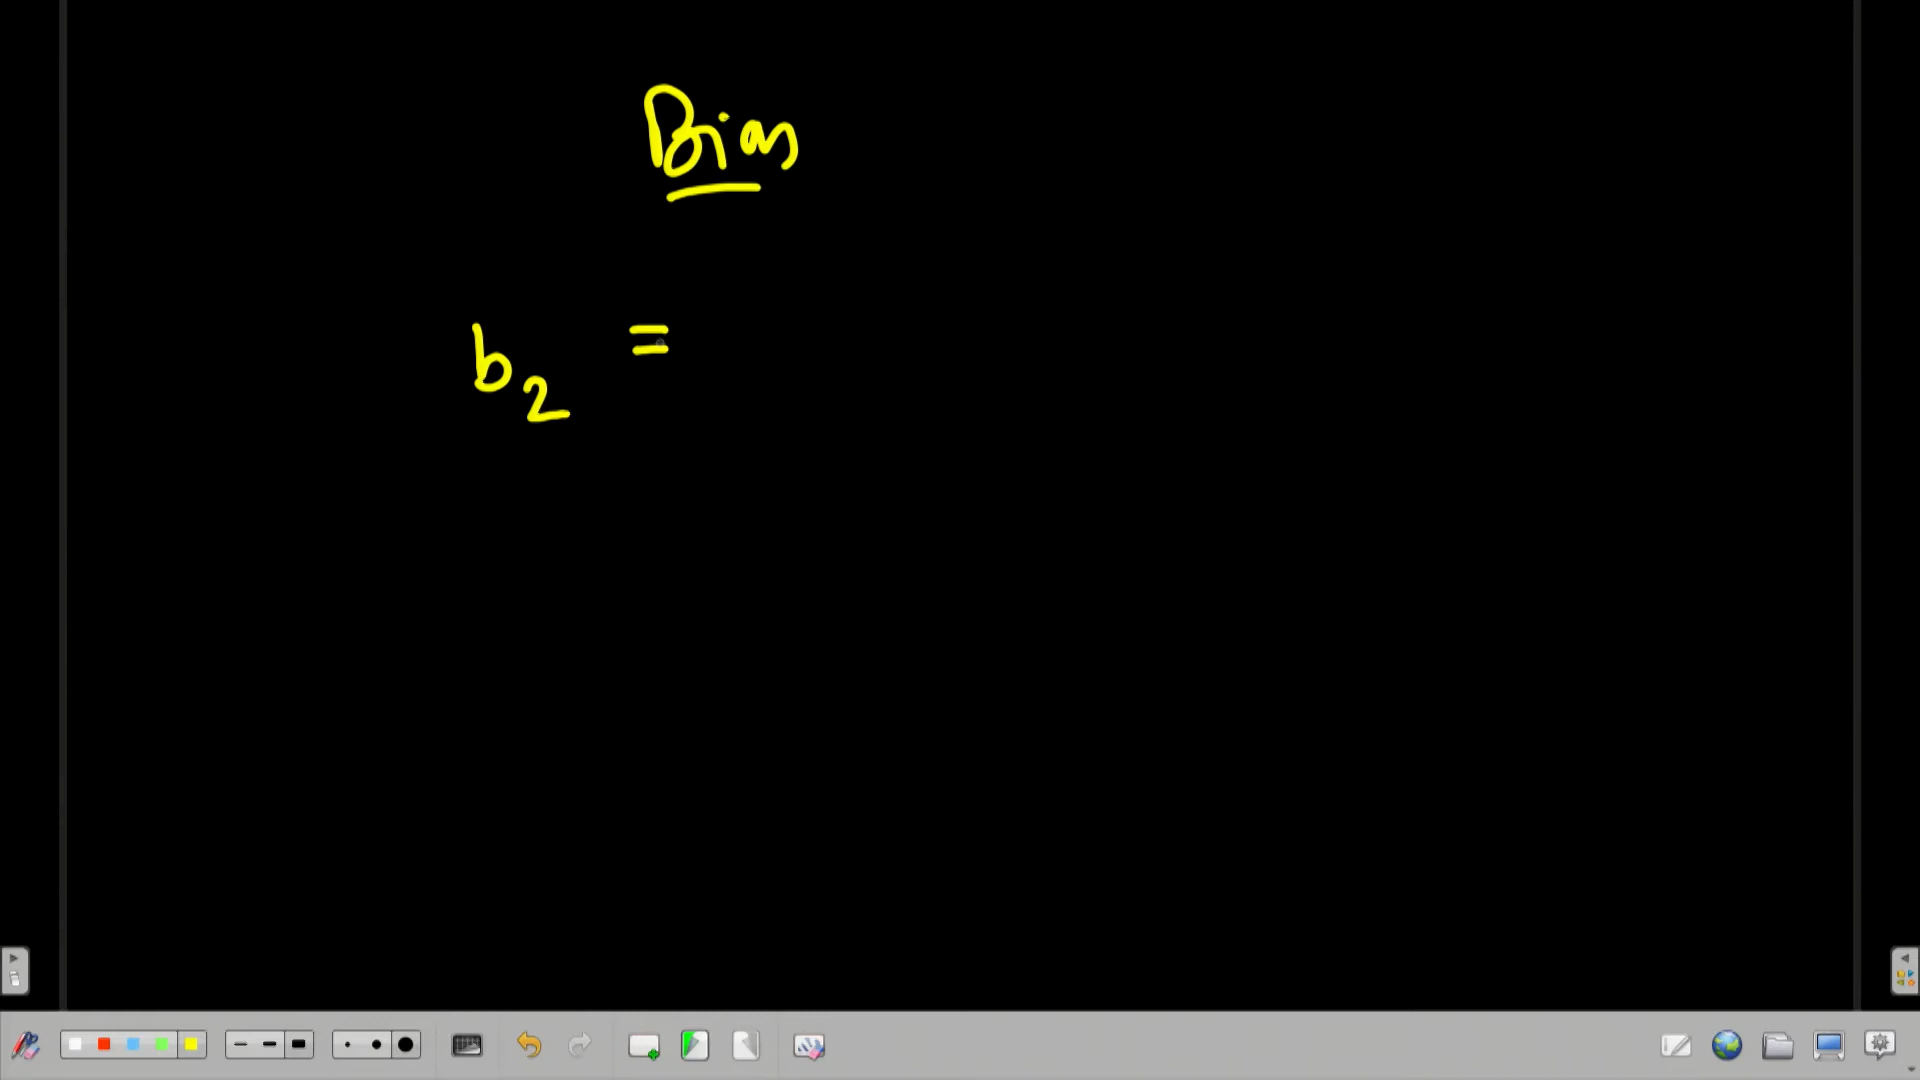 Bias
b₂ =